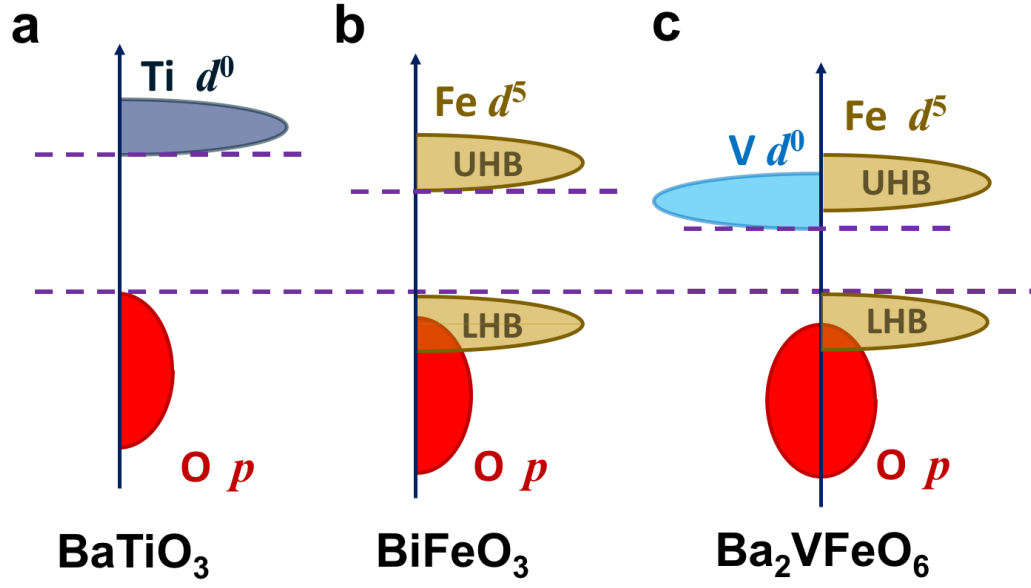 a
Ti d⁰
O p
BaTiO₃
b
Fe d⁵
UHB
LHB
O p
BiFeO₃
c
V d⁰
Fe d⁵
UHB
LHB
O p
Ba₂VFeO₆